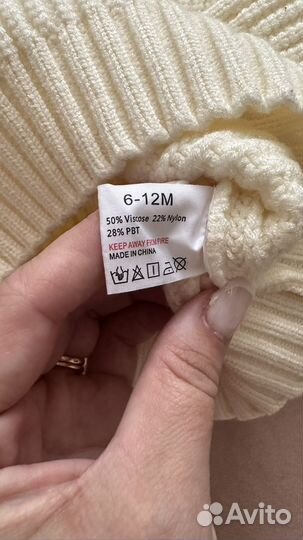 6-12M
50% Viscose 22% Nylon
28% PBT
KEEP AWAY FROM FIRE
MADE IN CHINA
Avito